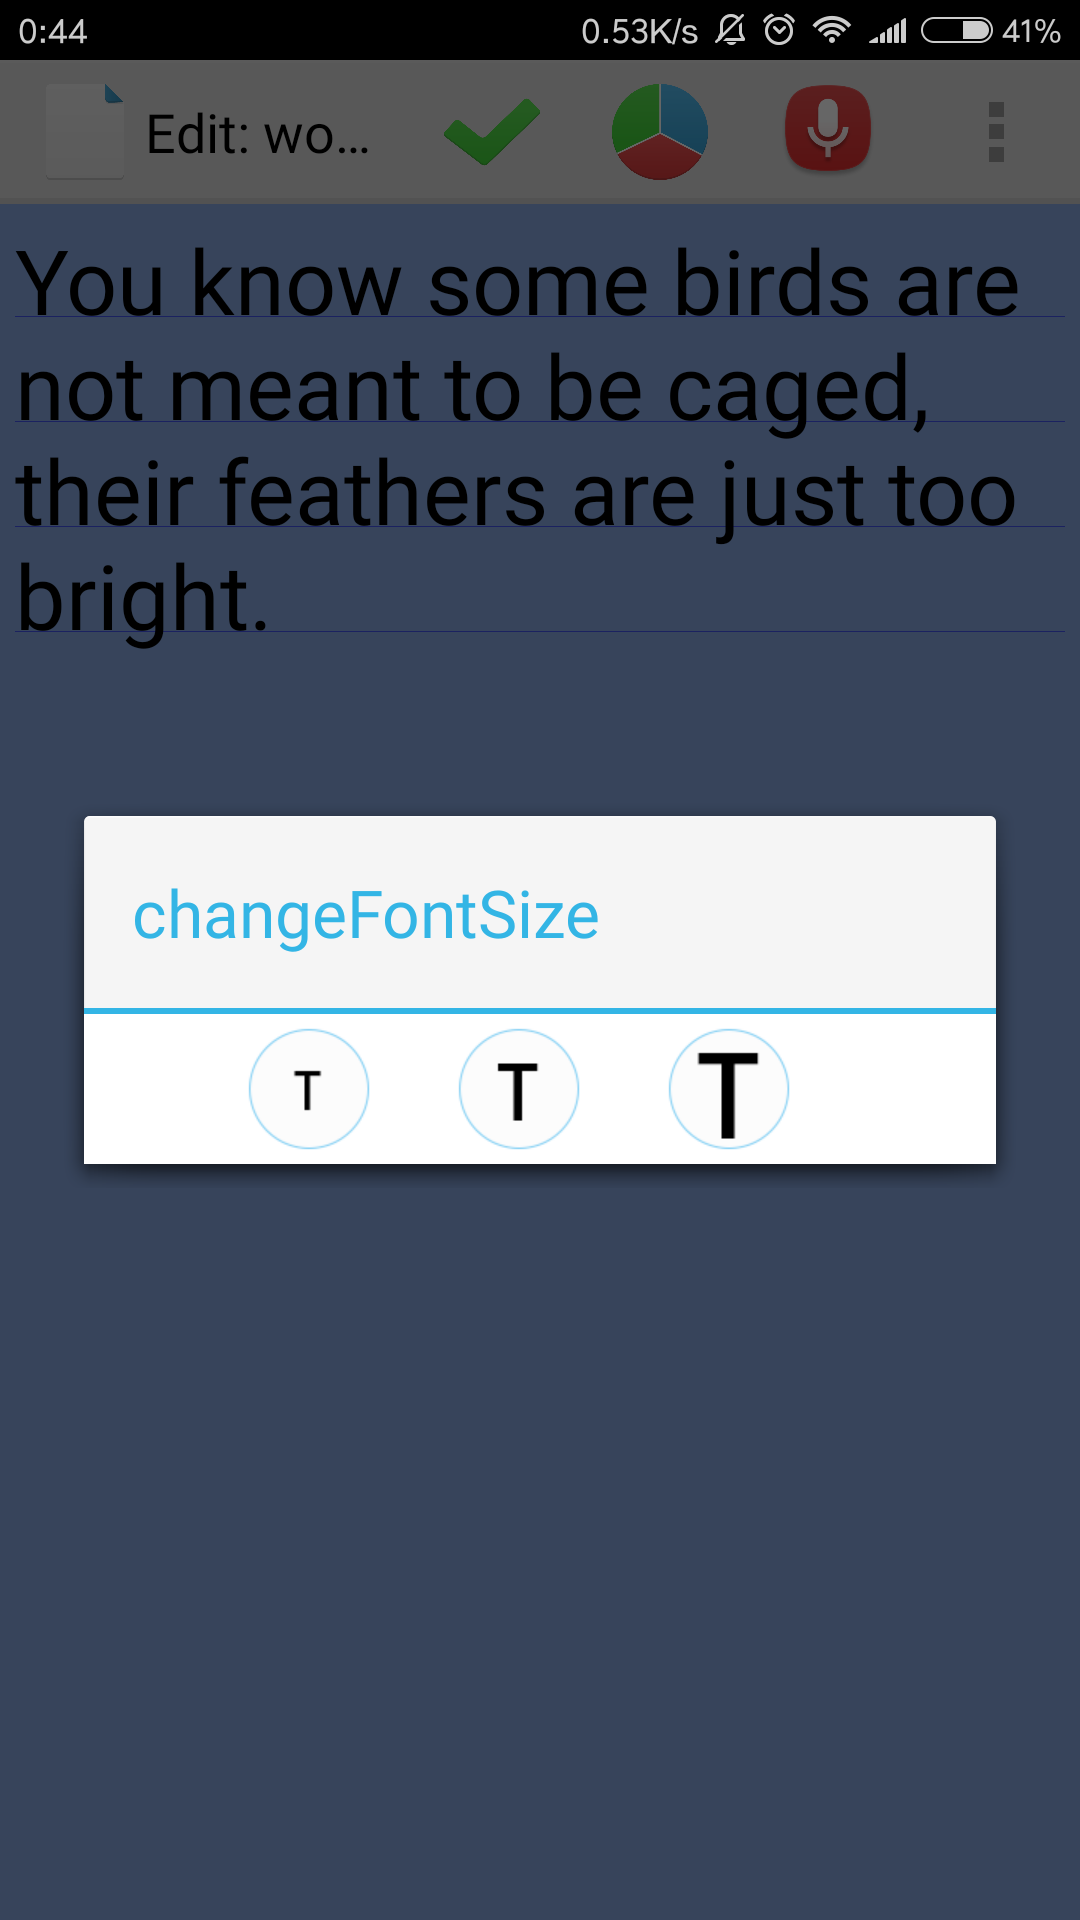 0:44
0.53K/s
41%
Edit: wo...
You know some birds are
not meant to be caged,
their feathers are just too
bright.
changeFontSize
T
T
T